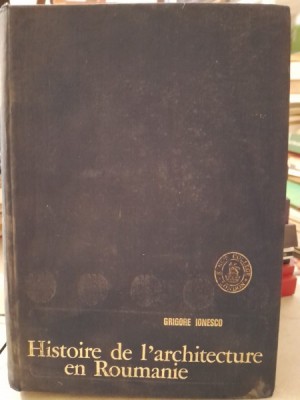 GRIGORE IONESCO
Histoire de l'architecture
en Roumanie